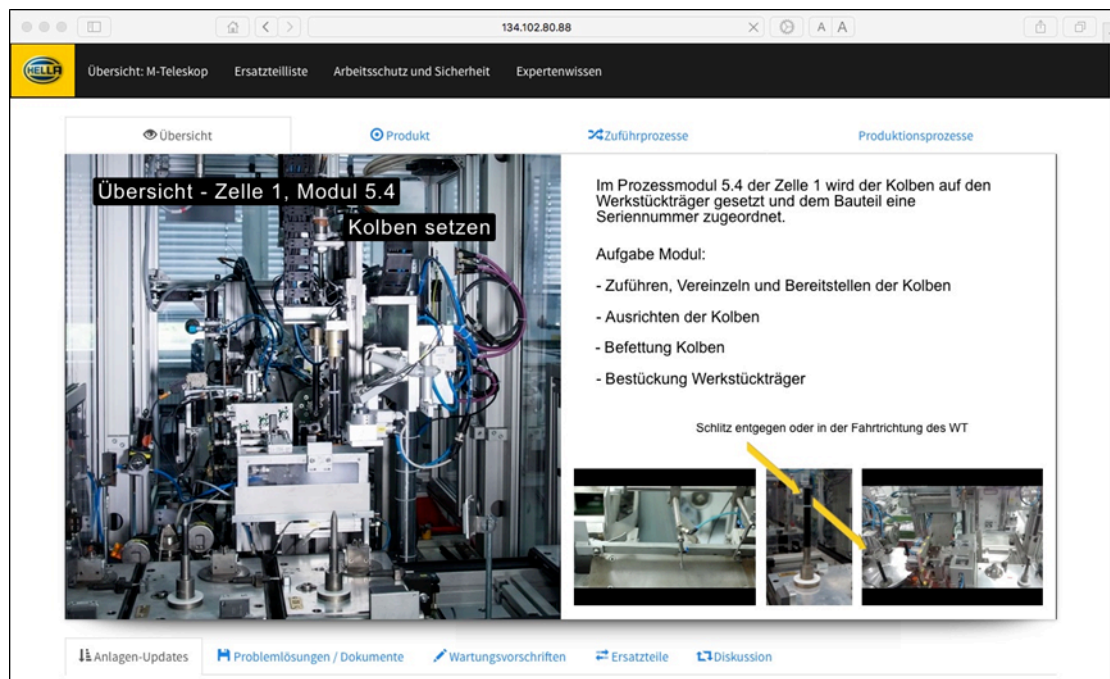 134.102.80.88
A A
HELLA
Übersicht: M-Teleskop Ersatzteilliste Arbeitsschutz und Sicherheit Expertenwissen
Übersicht Produkt Zuführprozesse Produktionsprozesse
Übersicht - Zelle 1, Modul 5.4
Kolben setzen
Im Prozessmodul 5.4 der Zelle 1 wird der Kolben auf den
Werkstückträger gesetzt und dem Bauteil eine
Seriennummer zugeordnet.
Aufgabe Modul:
- Zuführen, Vereinzeln und Bereitstellen der Kolben
- Ausrichten der Kolben
- Befettung Kolben
- Bestückung Werkstückträger
Schlitz entgegen oder in der Fahrtrichtung des WT
Anlagen-Updates Problemlösungen / Dokumente Wartungsvorschriften Ersatzteile Diskussion